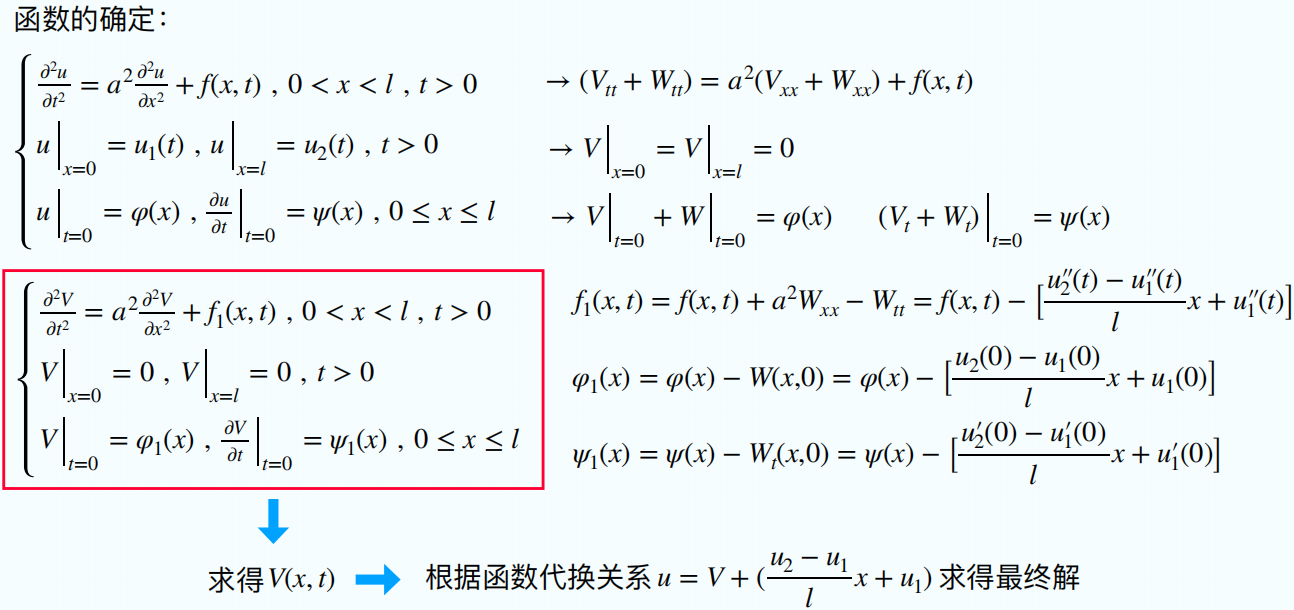 函数的确定：
∂²u/∂t² = a² ∂²u/∂x² + f(x, t) , 0 < x < l , t > 0 → (V_tt + W_tt) = a²(V_xx + W_xx) + f(x, t)
u|_{x=0} = u₁(t) , u|_{x=l} = u₂(t) , t > 0 → V|_{x=0} = V|_{x=l} = 0
u|_{t=0} = φ(x) , ∂u/∂t|_{t=0} = ψ(x) , 0 ≤ x ≤ l → V|_{t=0} + W|_{t=0} = φ(x) (V_t + W_t)|_{t=0} = ψ(x)
∂²V/∂t² = a² ∂²V/∂x² + f₁(x, t) , 0 < x < l , t > 0 f₁(x, t) = f(x, t) + a²W_xx − W_tt = f(x, t) − [(u₂′′(t) − u₁′′(t))/l x + u₁′′(t)]
V|_{x=0} = 0 , V|_{x=l} = 0 , t > 0 φ₁(x) = φ(x) − W(x,0) = φ(x) − [(u₂(0) − u₁(0))/l x + u₁(0)]
V|_{t=0} = φ₁(x) , ∂V/∂t|_{t=0} = ψ₁(x) , 0 ≤ x ≤ l ψ₁(x) = ψ(x) − W_t(x,0) = ψ(x) − [(u₂′(0) − u₁′(0))/l x + u₁′(0)]
求得 V(x, t) 根据函数代换关系 u = V + ((u₂ − u₁)/l x + u₁) 求得最终解